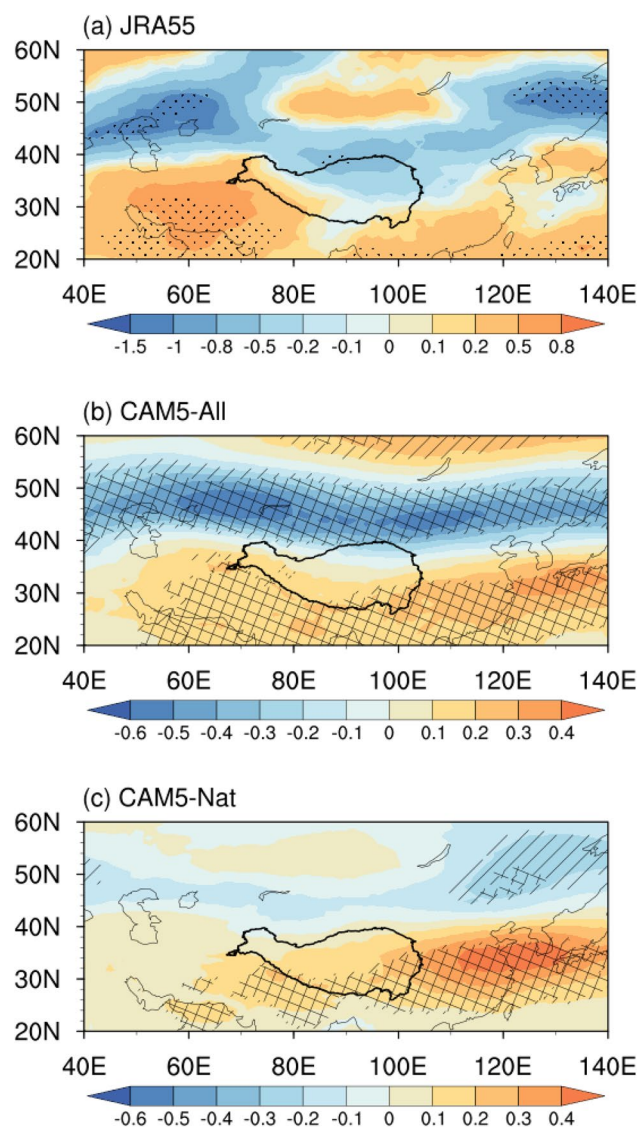 (a) JRA55
60N
50N
40N
30N
20N
40E 60E 80E 100E 120E 140E
-1.5 -1 -0.8 -0.5 -0.2 -0.1 0 0.1 0.2 0.5 0.8
(b) CAM5-All
60N
50N
40N
30N
20N
40E 60E 80E 100E 120E 140E
-0.6 -0.5 -0.4 -0.3 -0.2 -0.1 0 0.1 0.2 0.3 0.4
(c) CAM5-Nat
60N
50N
40N
30N
20N
40E 60E 80E 100E 120E 140E
-0.6 -0.5 -0.4 -0.3 -0.2 -0.1 0 0.1 0.2 0.3 0.4